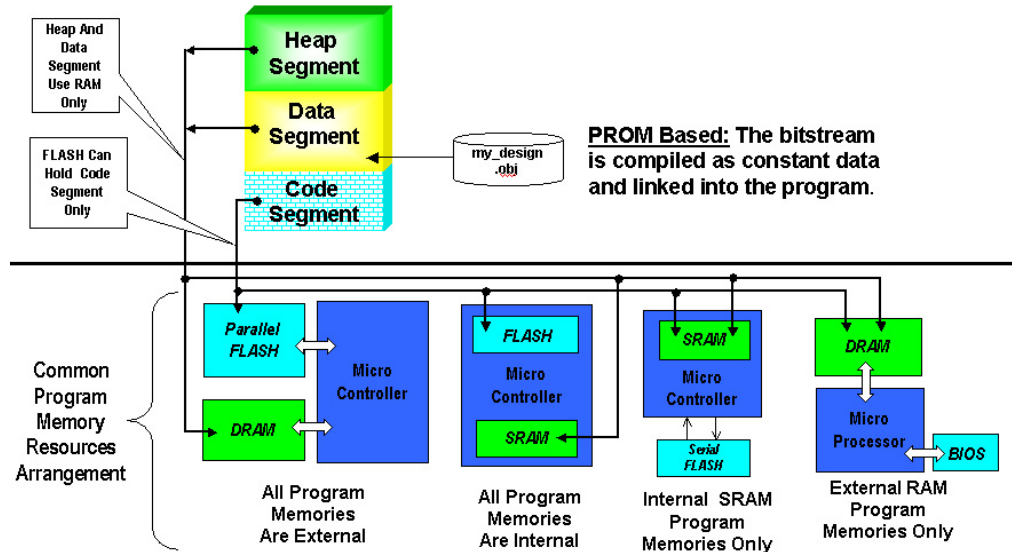 Heap And
Data
Segment
Use RAM
Only
FLASH Can
Hold Code
Segment
Only
Heap
Segment
Data
Segment
Code
Segment
my_design
.obj
PROM Based: The bitstream
is compiled as constant data
and linked into the program.
Common
Program
Memory
Resources
Arrangement
Parallel
FLASH
DRAM
Micro
Controller
All Program
Memories
Are External
FLASH
Micro
Controller
SRAM
All Program
Memories
Are Internal
SRAM
Micro
Controller
Serial
FLASH
Internal SRAM
Program
Memories Only
DRAM
Micro
Processor
BIOS
External RAM
Program
Memories Only